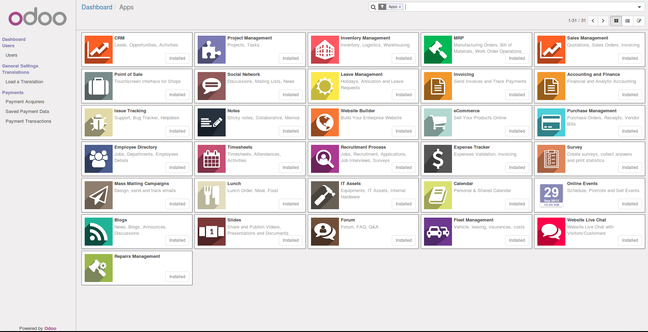 odoo
Dashboard / Apps
Apps x
1-31 / 31
Dashboard
Users
Users
General Settings
Translations
Load a Translation
Payments
Payment Acquirers
Saved Payment Data
Payment Transactions
CRM
Leads, Opportunities, Activities
Installed
Project Management
Projects, Tasks
Installed
Inventory Management
Inventory, Logistics, Warehousing
Installed
MRP
Manufacturing Orders, Bill of
Materials, Work Order Operations
Installed
Sales Management
Quotations, Sales Orders, Invoicing
Installed
Point of Sale
Touchscreen Interface for Shops
Installed
Social Network
Discussions, Mailing Lists, News
Installed
Leave Management
Holidays, Allocation and Leave
Requests
Installed
Invoicing
Send Invoices and Track Payments
Installed
Accounting and Finance
Financial and Analytic Accounting
Installed
Issue Tracking
Support, Bug Tracker, Helpdesk
Installed
Notes
Sticky notes, Collaborative, Memos
Installed
Website Builder
Build Your Enterprise Website
Installed
eCommerce
Sell Your Products Online
Installed
Purchase Management
Purchase Orders, Receipts, Vendor
Bills
Installed
Employee Directory
Jobs, Departments, Employees
Details
Installed
Timesheets
Timesheets, Attendances,
Activities
Installed
Recruitment Process
Jobs, Recruitment, Applications,
Job Interviews, Surveys
Installed
Expense Tracker
Expenses Validation, Invoicing
Installed
Survey
Create surveys, collect answers
and print statistics
Installed
Mass Mailing Campaigns
Design, send and track emails
Installed
Lunch
Lunch Order, Meal, Food
Installed
IT Assets
Equipments, IT Assets, Internal
Hardware
Installed
Calendar
Personal & Shared Calendar
Installed
29
Online Events
Schedule, Promote and Sell Events
Installed
Blogs
News, Blogs, Announces,
Discussions
Installed
1
Slides
Share and Publish Videos,
Presentations and Documents
Installed
Forum
Forum, FAQ, Q&A
Installed
Fleet Management
Vehicle, leasing, insurances, costs
Installed
Website Live Chat
Website Live Chat with
Visitors/Customers
Installed
Repairs Management
Installed
Powered by Odoo